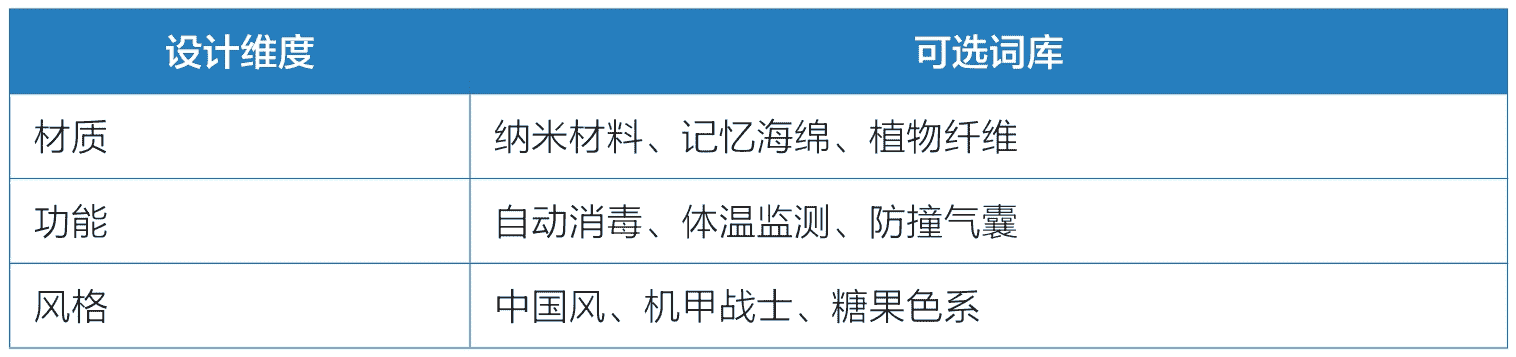 设计维度 可选词库
材质 纳米材料、记忆海绵、植物纤维
功能 自动消毒、体温监测、防撞气囊
风格 中国风、机甲战士、糖果色系